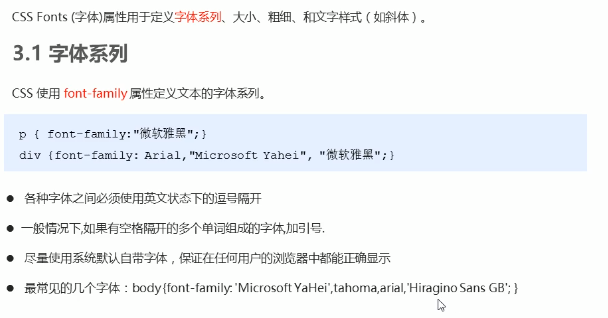 CSS Fonts (字体)属性用于定义字体系列、大小、粗细、和文字样式（如斜体）。
3.1 字体系列
CSS 使用 font-family 属性定义文本的字体系列。
p { font-family:"微软雅黑";}
div {font-family: Arial,"Microsoft Yahei", "微软雅黑";}
● 各种字体之间必须使用英文状态下的逗号隔开
● 一般情况下,如果有空格隔开的多个单词组成的字体,加引号.
● 尽量使用系统默认自带字体，保证在任何用户的浏览器中都能正确显示
● 最常见的几个字体：body{font-family: 'Microsoft YaHei',tahoma,arial,'Hiragino Sans GB'; }